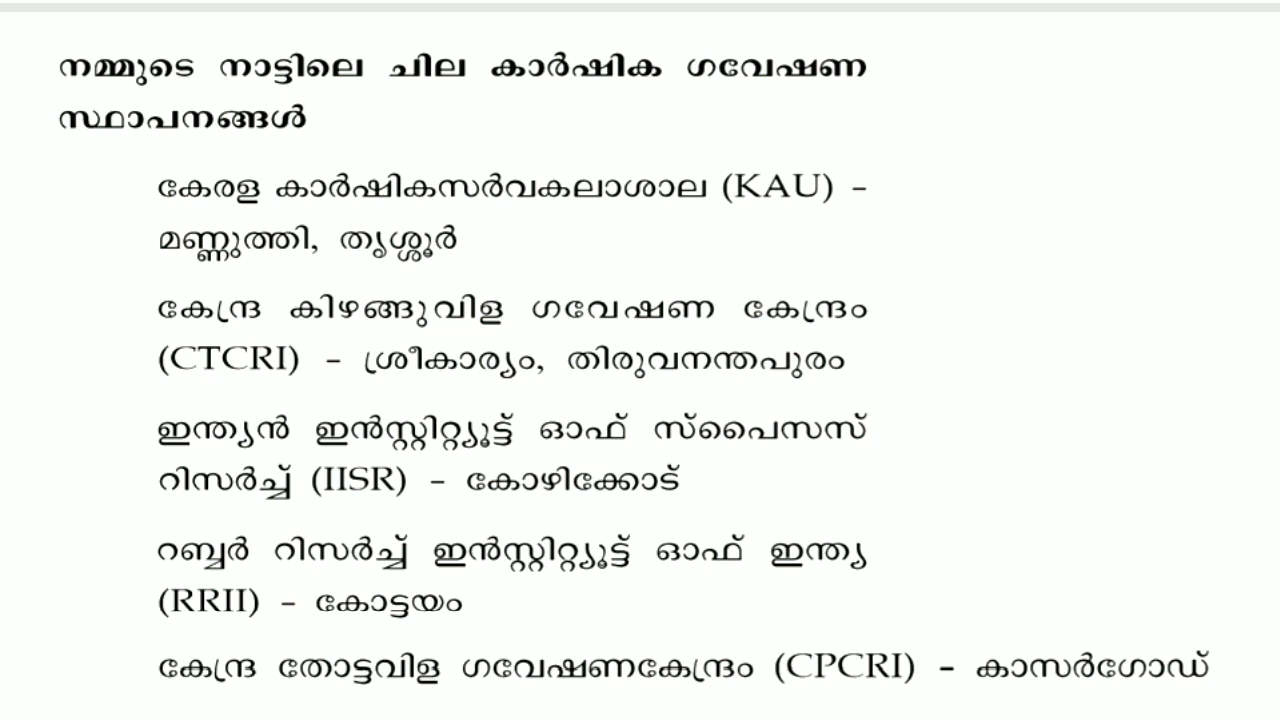 നമ്മുടെ നാട്ടിലെ ചില കാർഷിക ഗവേഷണ
സ്ഥാപനങ്ങൾ
കേരള കാർഷികസർവകലാശാല (KAU) –
മണ്ണുത്തി, തൃശ്ശൂർ
കേന്ദ്ര കിഴങ്ങുവിള ഗവേഷണ കേന്ദ്രം
(CTCRI) – ശ്രീകാര്യം, തിരുവനന്തപുരം
ഇന്ത്യൻ ഇൻസ്റ്റിറ്റ്യൂട്ട് ഓഫ് സ്പൈസസ്
റിസർച്ച് (IISR) – കോഴിക്കോട്
റബ്ബർ റിസർച്ച് ഇൻസ്റ്റിറ്റ്യൂട്ട് ഓഫ് ഇന്ത്യ
(RRII) – കോട്ടയം
കേന്ദ്ര തോട്ടവിള ഗവേഷണകേന്ദ്രം (CPCRI) – കാസർഗോഡ്